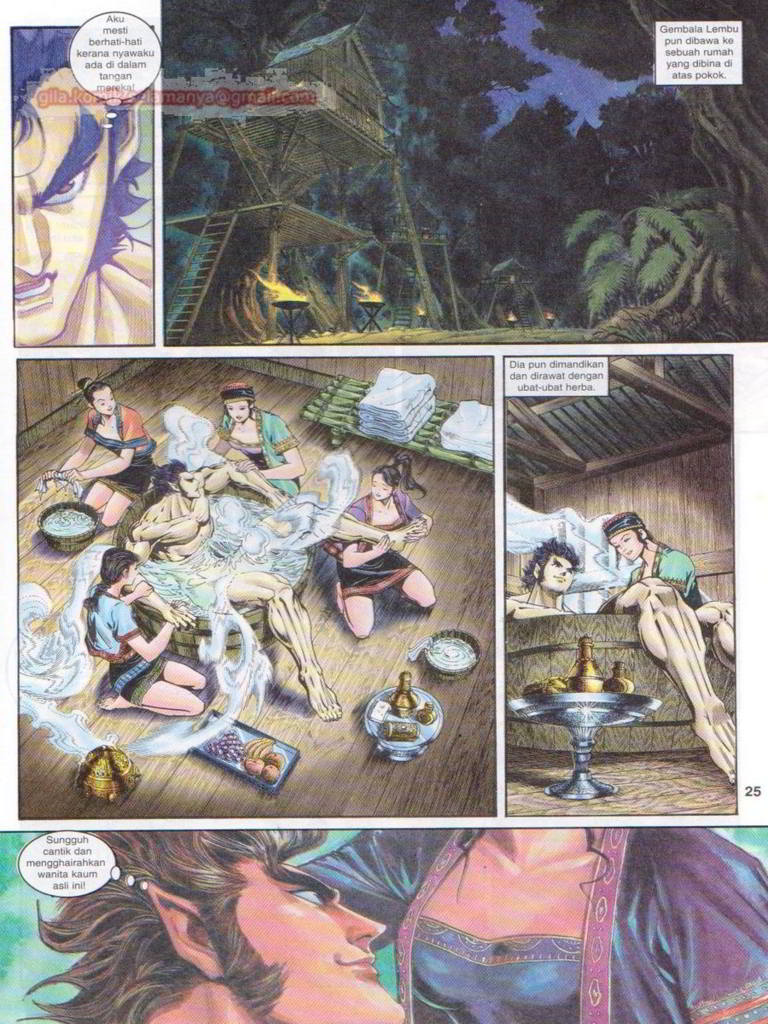 Aku
mesti
berhati-hati
kerana nyawaku
ada di dalam
tangan
mereka!
gila.komik
Gembala Lembu
pun dibawa ke
sebuah rumah
yang dibina di
atas pokok.
Dia pun dimandikan
dan dirawat dengan
ubat-ubat herba.
25
Sungguh
cantik dan
mengghairahkan
wanita kaum
asli ini!